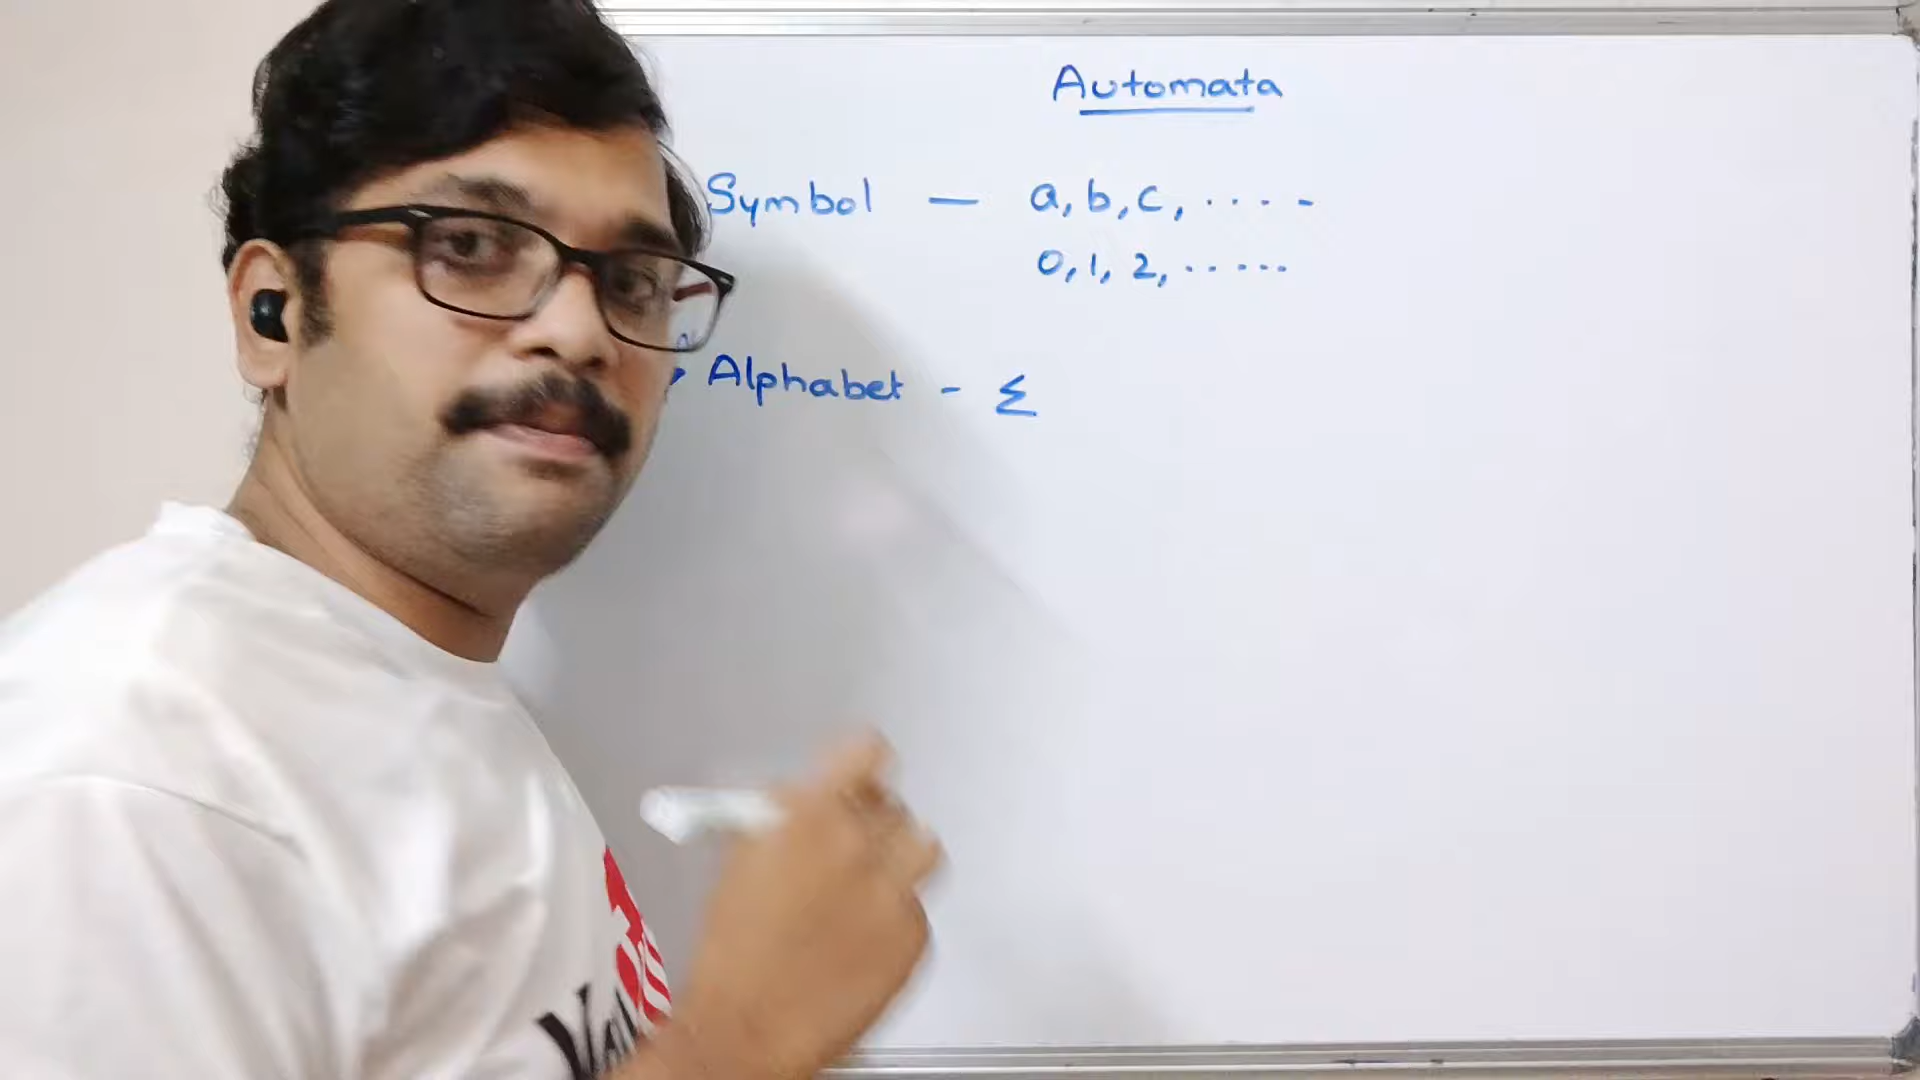 Automata
Symbol — a, b, c, .....
0, 1, 2, ......
Alphabet - Σ